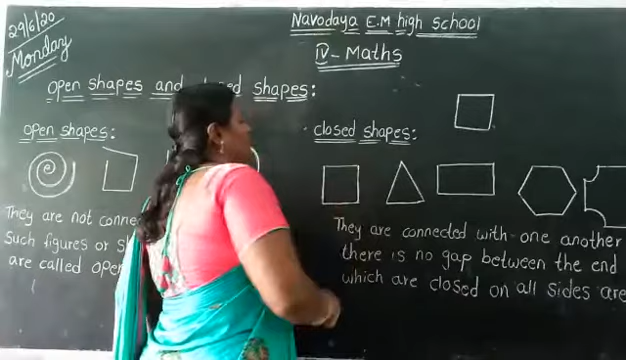 29/6/20
Monday
Navodaya E.M high School
IV - Maths
open shapes and closed shapes:
open shapes:
closed shapes:
They are not
Such figures or
are called
They are connected with one another
there is no gap between the end
which are closed on all sides are